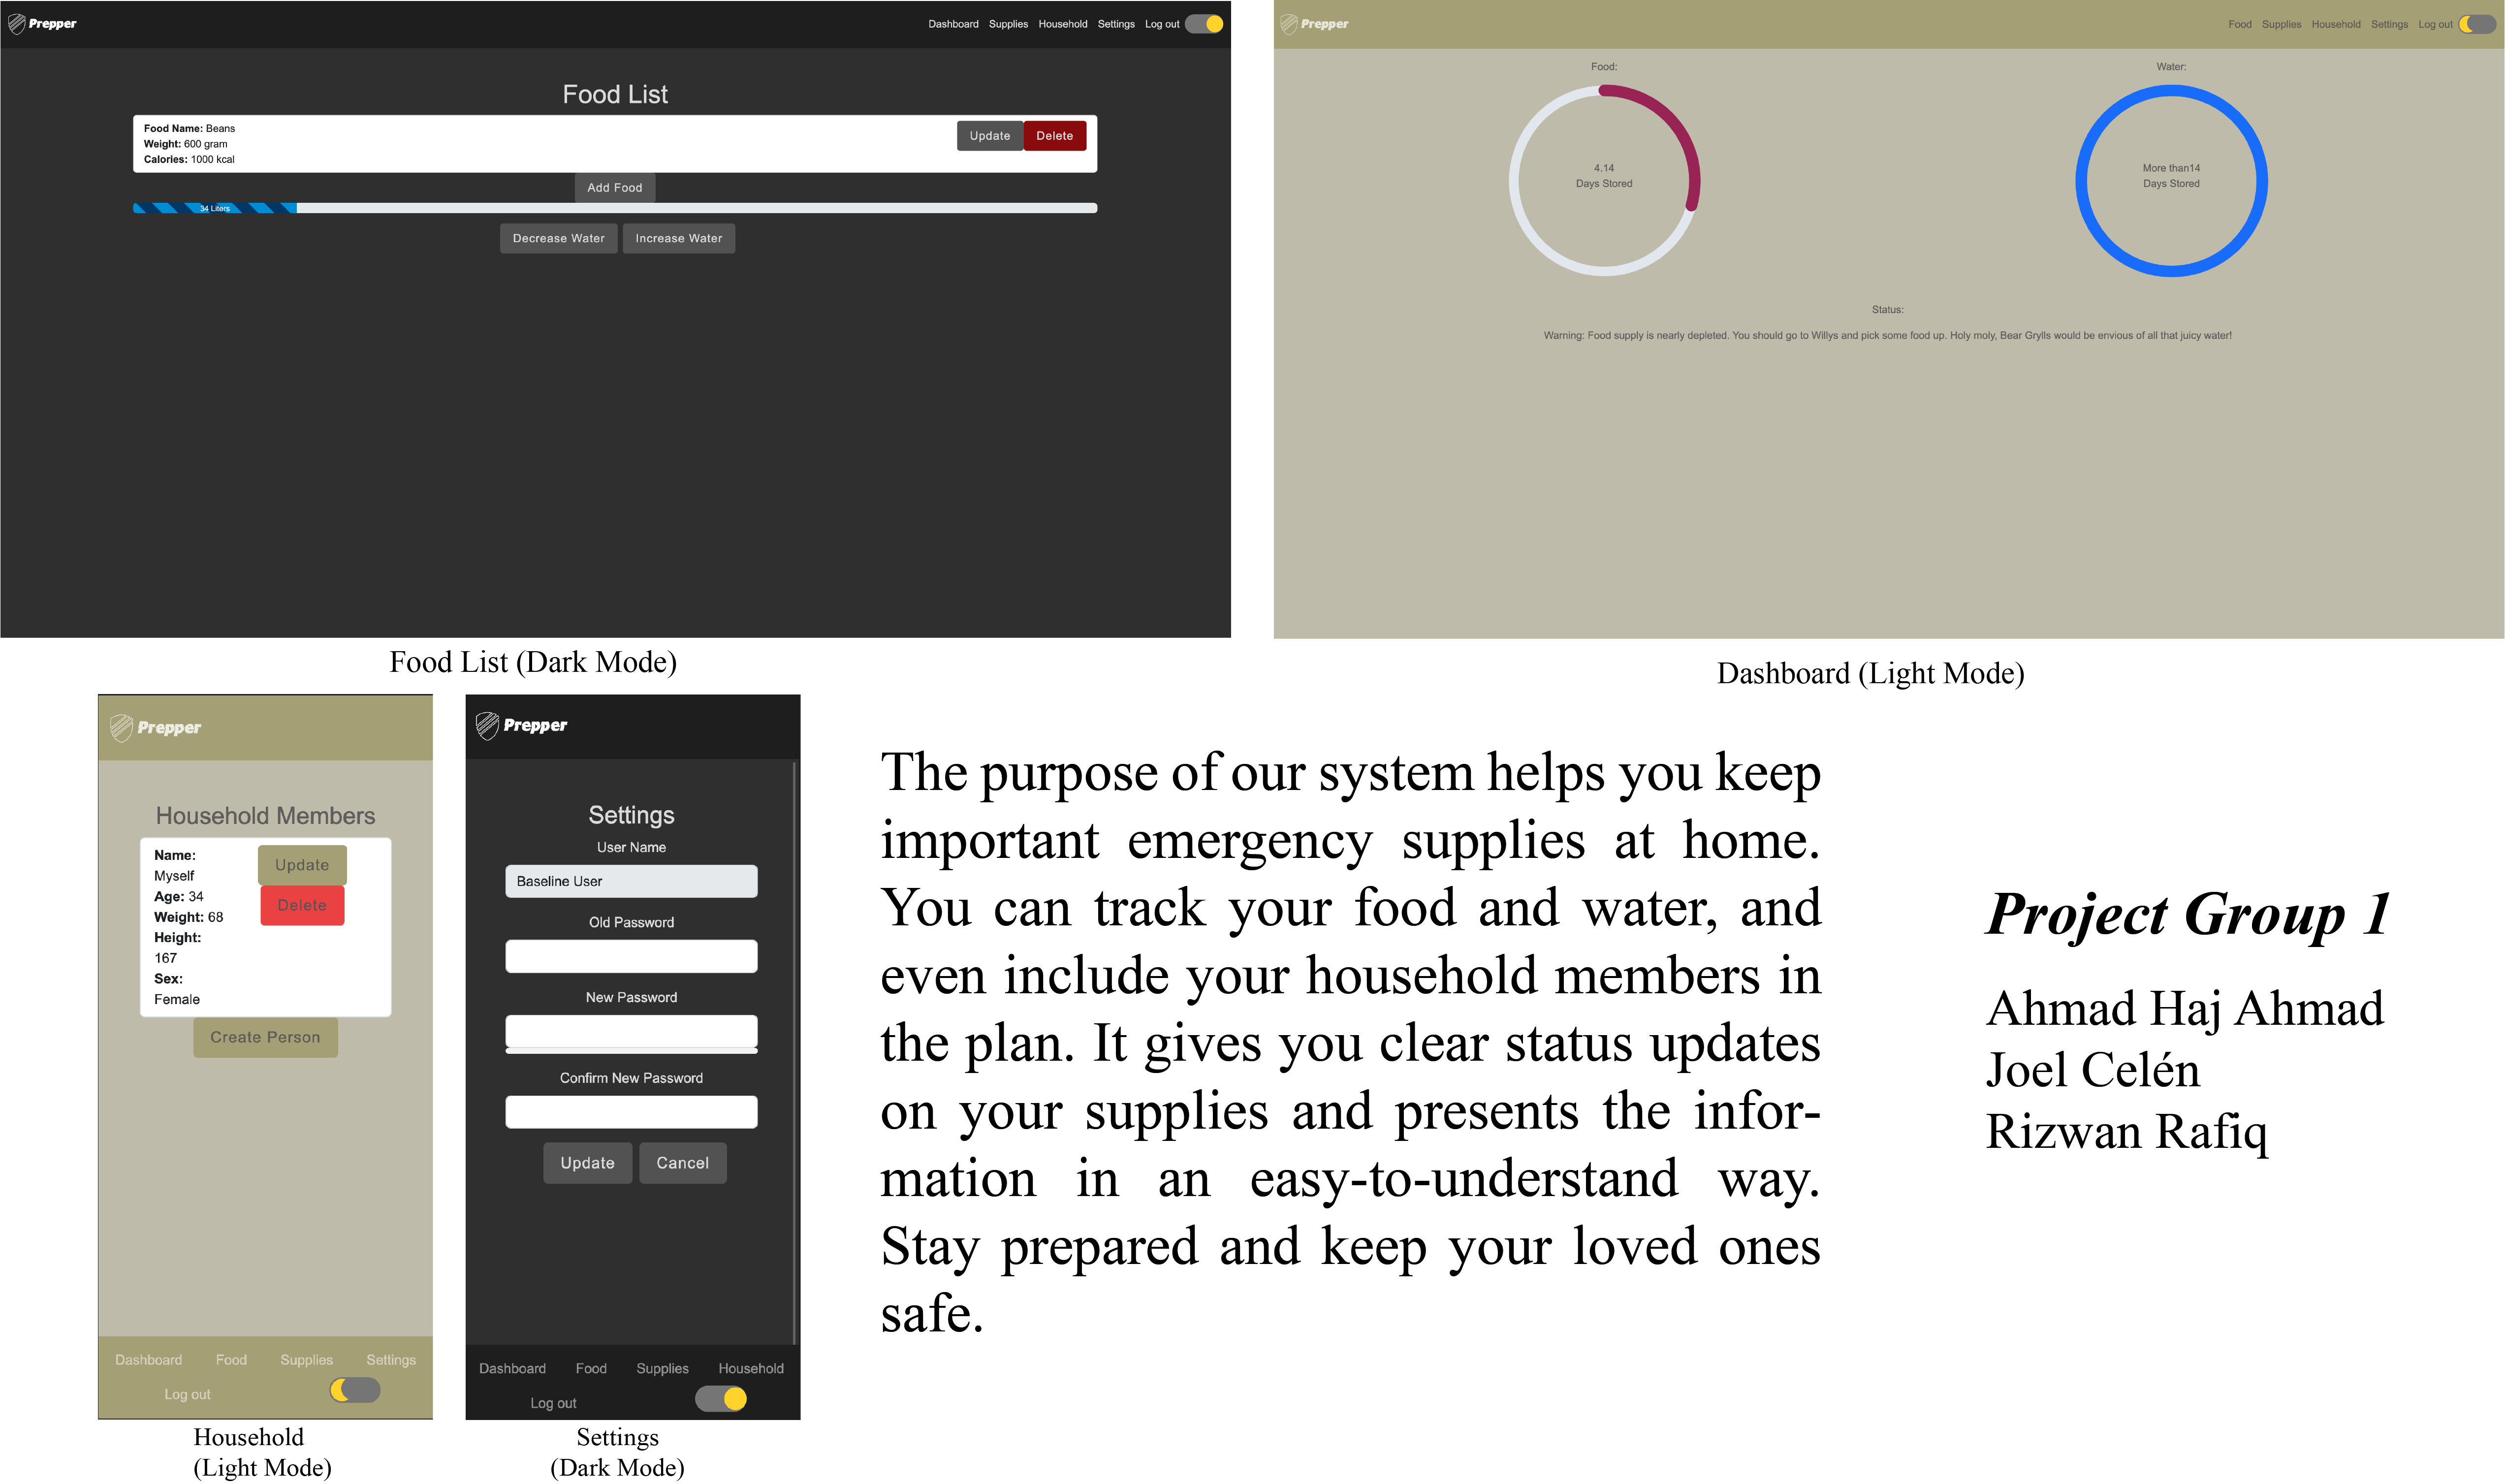 Prepper
Dashboard Supplies Household Settings Log out
Food List
Food Name: Beans
Weight: 600 gram
Calories: 1000 kcal
Update Delete
Add Food
34 Liters
Decrease Water Increase Water
Food List (Dark Mode)
Prepper
Food Supplies Household Settings Log out
Food:
4.14
Days Stored
Water:
More than14
Days Stored
Status:
Warning: Food supply is nearly depleted. You should go to Willys and pick some food up. Holy moly, Bear Grylls would be envious of all that juicy water!
Dashboard (Light Mode)
Prepper
Household Members
Name:
Myself
Age: 34
Weight: 68
Height:
167
Sex:
Female
Update
Delete
Create Person
Dashboard Food Supplies Settings
Log out
Household
(Light Mode)
Prepper
Settings
User Name
Baseline User
Old Password
New Password
Confirm New Password
Update Cancel
Dashboard Food Supplies Household
Log out
Settings
(Dark Mode)
The purpose of our system helps you keep
important emergency supplies at home.
You can track your food and water, and
even include your household members in
the plan. It gives you clear status updates
on your supplies and presents the infor-
mation in an easy-to-understand way.
Stay prepared and keep your loved ones
safe.
Project Group 1
Ahmad Haj Ahmad
Joel Celén
Rizwan Rafiq